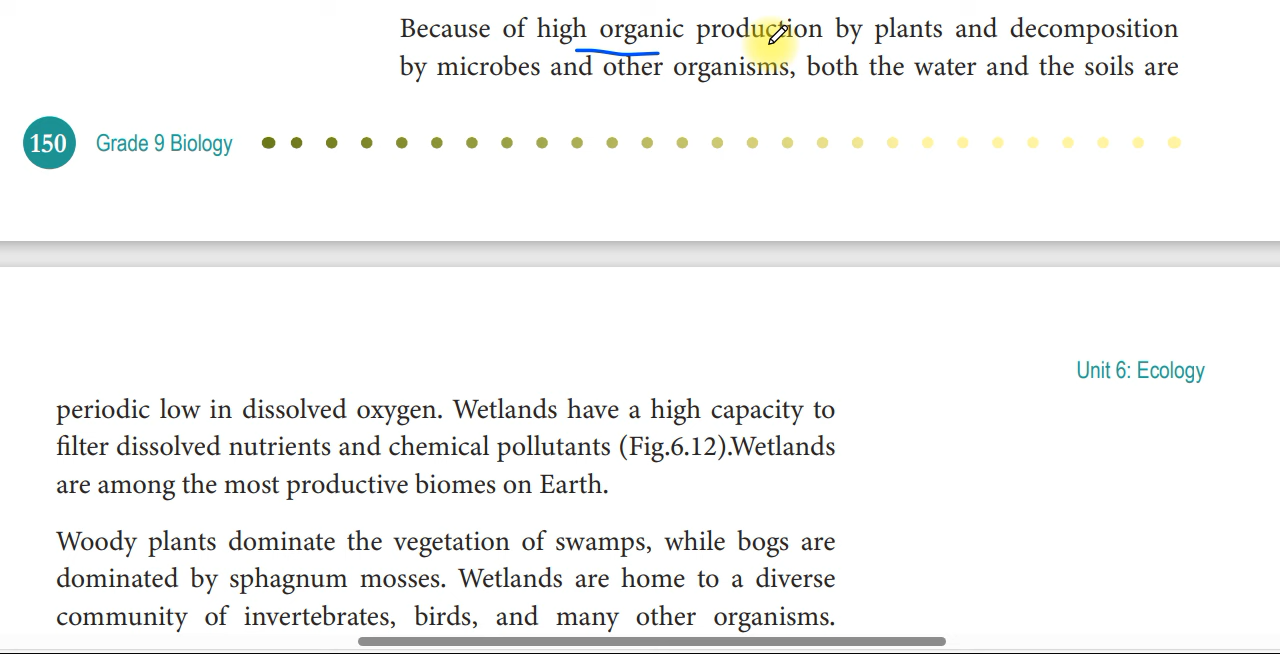 Because of high organic production by plants and decomposition
by microbes and other organisms, both the water and the soils are
150 Grade 9 Biology
Unit 6: Ecology
periodic low in dissolved oxygen. Wetlands have a high capacity to
filter dissolved nutrients and chemical pollutants (Fig.6.12).Wetlands
are among the most productive biomes on Earth.
Woody plants dominate the vegetation of swamps, while bogs are
dominated by sphagnum mosses. Wetlands are home to a diverse
community of invertebrates, birds, and many other organisms.